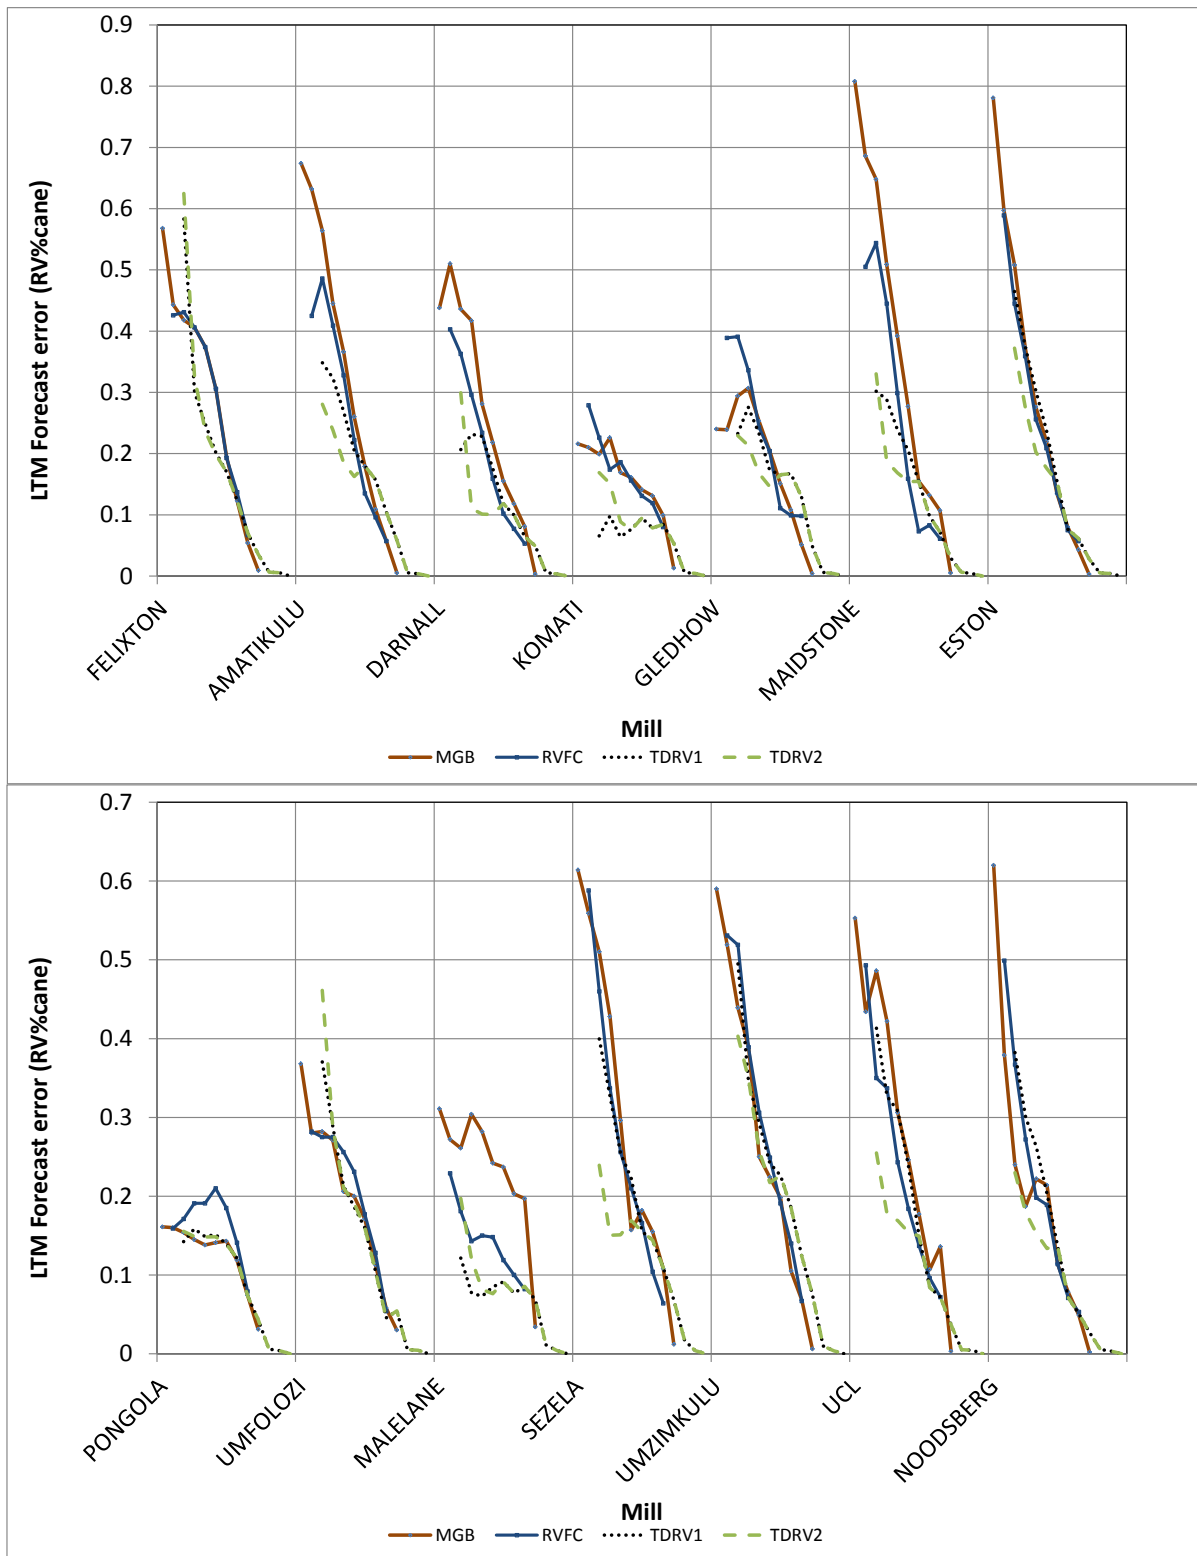 0.9
0.8
0.7
0.6
0.5
0.4
0.3
0.2
0.1
0
LTM Forecast error (RV%cane)
FELIXTON
AMATIKULU
DARNALL
KOMATI
GLEDHOW
MAIDSTONE
ESTON
Mill
MGB RVFC TDRV1 TDRV2
0.7
0.6
0.5
0.4
0.3
0.2
0.1
0
LTM Forecast error (RV%cane)
PONGOLA
UMFOLOZI
MALELANE
SEZELA
UMZIMKULU
UCL
NOODSBERG
Mill
MGB RVFC TDRV1 TDRV2